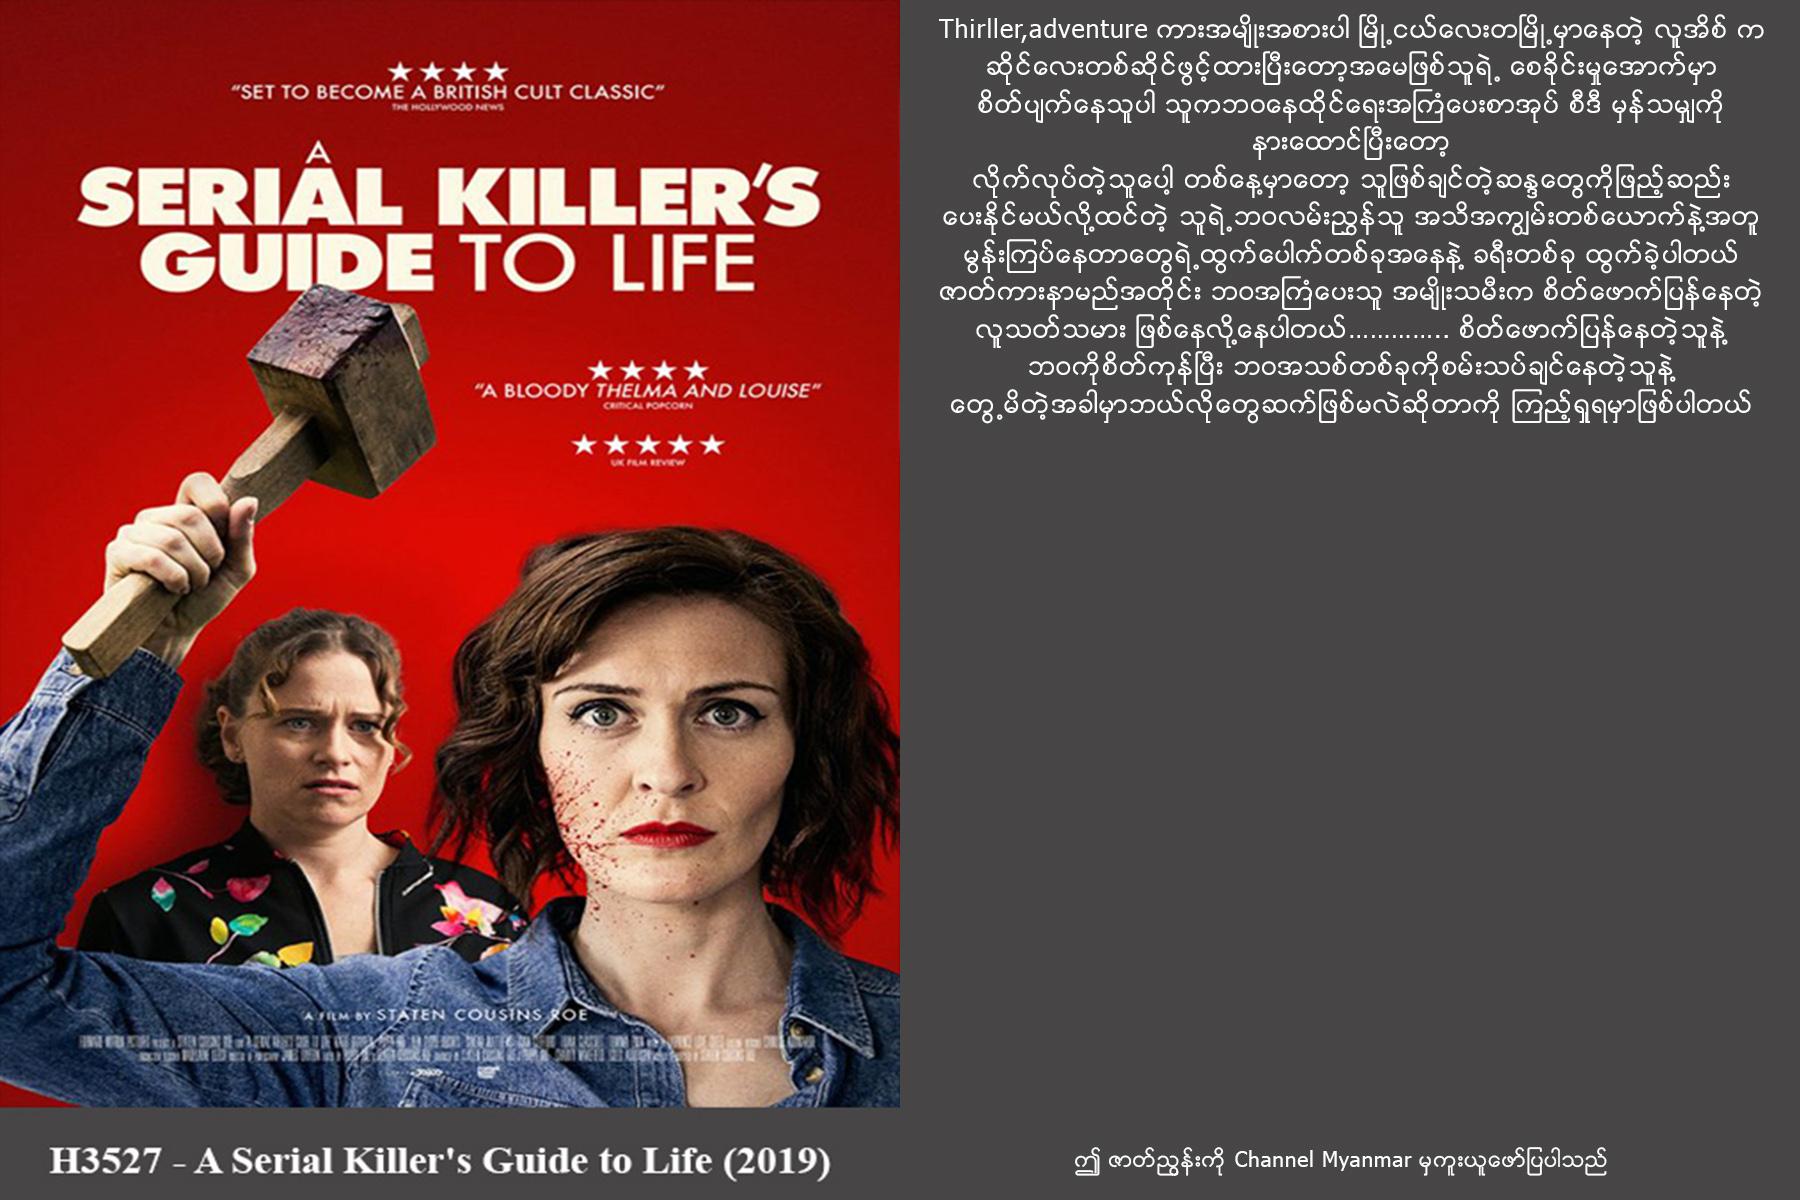 ★★★★
“SET TO BECOME A BRITISH CULT CLASSIC”
THE HOLLYWOOD NEWS
A
SERIAL KILLER’S
GUIDE TO LIFE
★★★★
“A BLOODY THELMA AND LOUISE”
CRITICAL POPCORN
★★★★★
UK FILM REVIEW
A FILM BY STATEN COUSINS ROE
H3527 - A Serial Killer's Guide to Life (2019)
Thirller,adventure ကားအမျိုးအစားပါ မြို့ငယ်လေးတမြို့မှာနေတဲ့ လူအိစ် က
ဆိုင်လေးတစ်ဆိုင်ဖွင့်ထားပြီးတော့အမေဖြစ်သူရဲ့ စေခိုင်းမှုအောက်မှာ
စိတ်ပျက်နေသူပါ သူကဘဝနေထိုင်ရေးအကြံပေးစာအုပ် စီဒီ မှန်သမျှကို
နားထောင်ပြီးတော့
လိုက်လုပ်တဲ့သူပေါ့ တစ်နေ့မှာတော့ သူဖြစ်ချင်တဲ့ဆန္ဒတွေကိုဖြည့်ဆည်း
ပေးနိုင်မယ်လို့ထင်တဲ့ သူရဲ့ဘဝလမ်းညွှန်သူ အသိအကျွမ်းတစ်ယောက်နဲ့အတူ
မွန်းကြပ်နေတာတွေရဲ့ထွက်ပေါက်တစ်ခုအနေနဲ့ ခရီးတစ်ခု ထွက်ခဲ့ပါတယ်
ဇာတ်ကားနာမည်အတိုင်း ဘဝအကြံပေးသူ အမျိုးသမီးက စိတ်ဖောက်ပြန်နေတဲ့
လူသတ်သမား ဖြစ်နေလို့နေပါတယ်………….. စိတ်ဖောက်ပြန်နေတဲ့သူနဲ့
ဘဝကိုစိတ်ကုန်ပြီး ဘဝအသစ်တစ်ခုကိုစမ်းသပ်ချင်နေတဲ့သူနဲ့
တွေ့မိတဲ့အခါမှာဘယ်လိုတွေဆက်ဖြစ်မလဲဆိုတာကို ကြည့်ရှုရမှာဖြစ်ပါတယ်
ဤ ဇာတ်ညွှန်းကို Channel Myanmar မှကူးယူဖော်ပြပါသည်